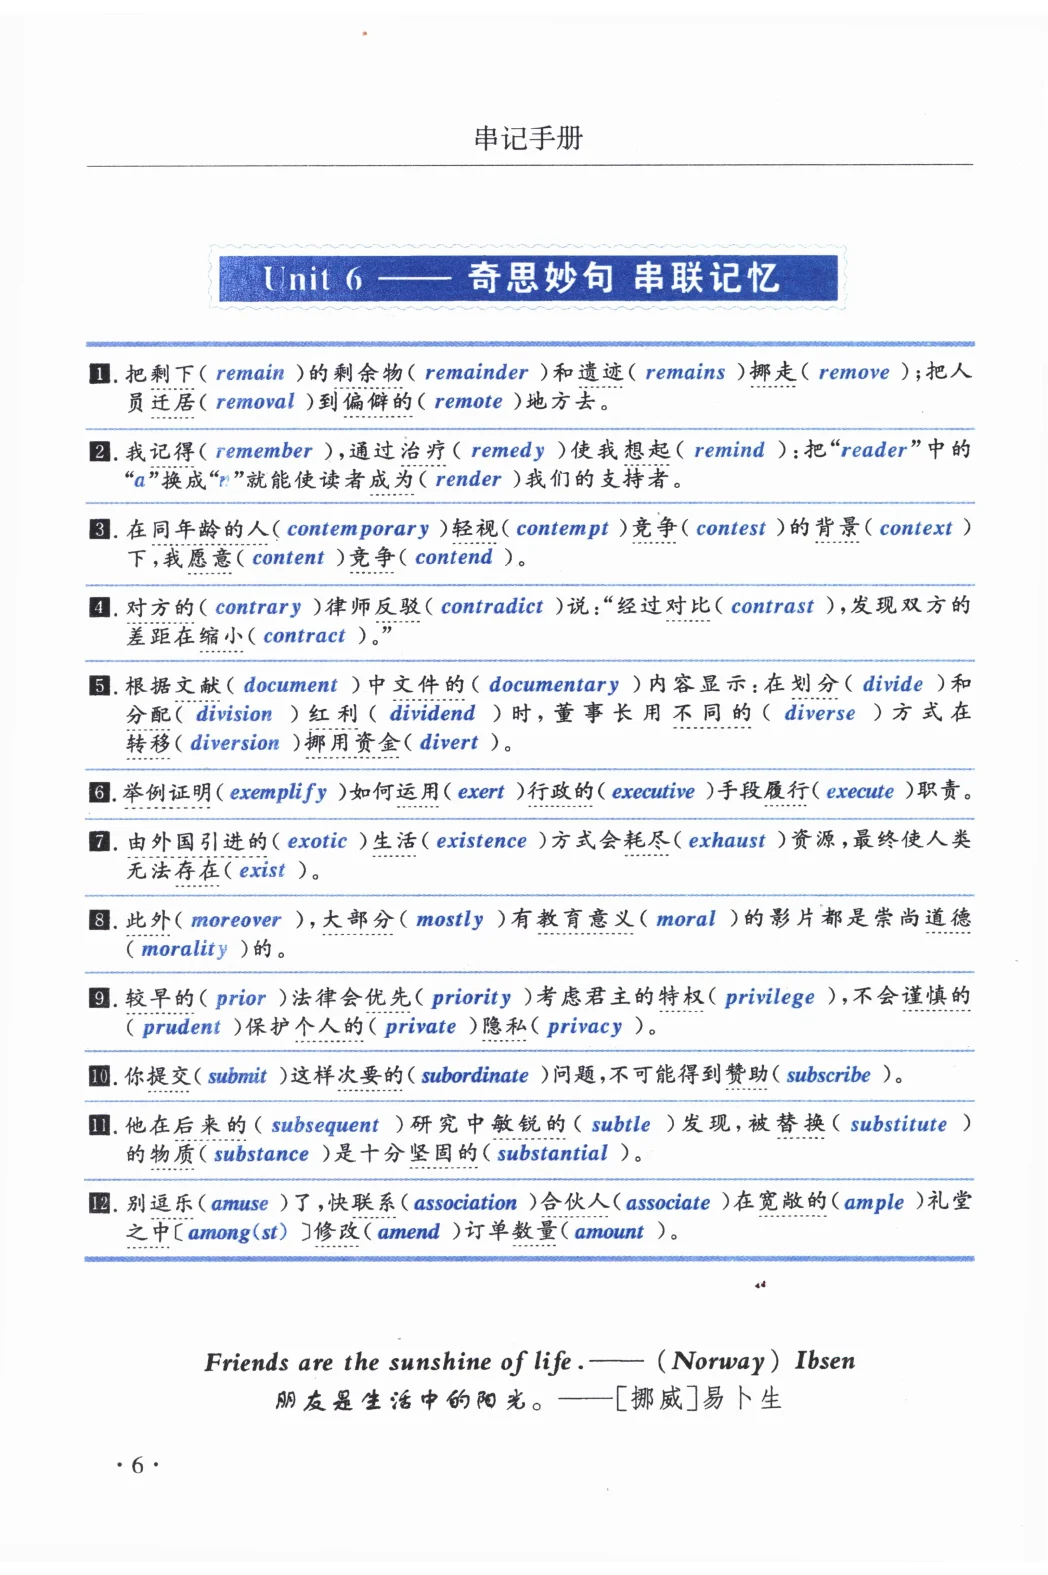 串记手册
Unit 6 —— 奇思妙句 串联记忆
1. 把剩下( remain )的剩余物( remainder )和遗迹( remains )挪走( remove );把人
员迁居( removal )到偏僻的( remote )地方去。
2. 我记得( remember ),通过治疗( remedy )使我想起( remind ):把“reader”中的
“a”换成“n”就能使读者成为( render )我们的支持者。
3. 在同年龄的人( contemporary )轻视( contempt )竞争( contest )的背景( context )
下,我愿意( content )竞争( contend )。
4. 对方的( contrary )律师反驳( contradict )说:“经过对比( contrast ),发现双方的
差距在缩小( contract )。”
5. 根据文献( document )中文件的( documentary )内容显示:在划分( divide )和
分配( division )红利( dividend )时,董事长用不同的( diverse )方式在
转移( diversion )挪用资金( divert )。
6. 举例证明( exemplify )如何运用( exert )行政的( executive )手段履行( execute )职责。
7. 由外国引进的( exotic )生活( existence )方式会耗尽( exhaust )资源,最终使人类
无法存在( exist )。
8. 此外( moreover ),大部分( mostly )有教育意义( moral )的影片都是崇尚道德
( morality )的。
9. 较早的( prior )法律会优先( priority )考虑君主的特权( privilege ),不会谨慎的
( prudent )保护个人的( private )隐私( privacy )。
10. 你提交( submit )这样次要的( subordinate )问题,不可能得到赞助( subscribe )。
11. 他在后来的( subsequent )研究中敏锐的( subtle )发现,被替换( substitute )
的物质( substance )是十分坚固的( substantial )。
12. 别逗乐( amuse )了,快联系( association )合伙人( associate )在宽敞的( ample )礼堂
之中〔 among(st) 〕修改( amend )订单数量( amount )。
Friends are the sunshine of life.—— (Norway) Ibsen
朋友是生活中的阳光。——[挪威]易卜生
·6·